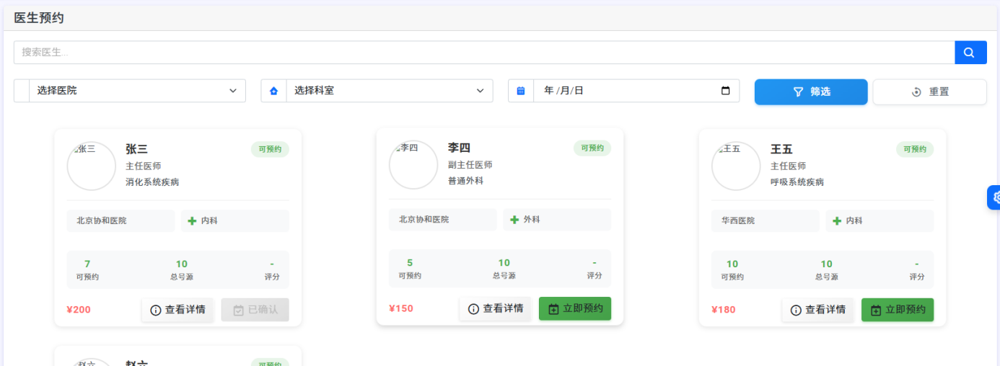 医生预约
搜索医生...
选择医院 选择科室 年 /月/日 筛选 重置
张三 张三 可预约
主任医师
消化系统疾病
北京协和医院 内科
7 10 -
可预约 总号源 评分
¥200 查看详情 已确认
李四 李四 可预约
副主任医师
普通外科
北京协和医院 外科
5 10 -
可预约 总号源 评分
¥150 查看详情 立即预约
王五 王五 可预约
主任医师
呼吸系统疾病
华西医院 内科
10 10 -
可预约 总号源 评分
¥180 查看详情 立即预约
赵六 赵六 可预约